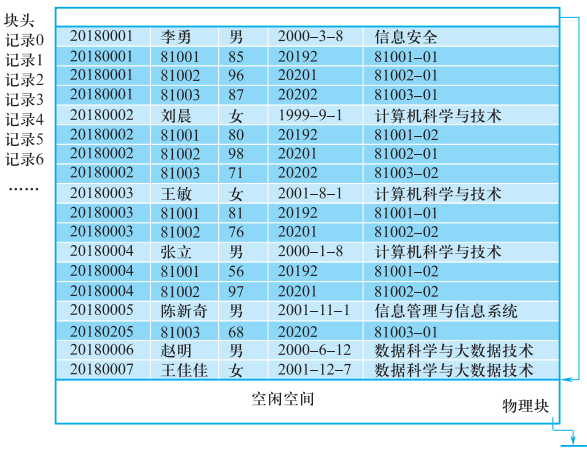 块头
记录0 20180001 李勇 男 2000-3-8 信息安全
记录1 20180001 81001 85 20192 81001-01
记录2 20180001 81002 96 20201 81002-01
记录3 20180001 81003 87 20202 81003-01
记录4 20180002 刘晨 女 1999-9-1 计算机科学与技术
记录5 20180002 81001 80 20192 81001-02
记录6 20180002 81002 98 20201 81002-01
20180002 81003 71 20202 81003-02
…… 20180003 王敏 女 2001-8-1 计算机科学与技术
20180003 81001 81 20192 81001-01
20180003 81002 76 20201 81002-02
20180004 张立 男 2000-1-8 计算机科学与技术
20180004 81001 56 20192 81001-02
20180004 81002 97 20201 81002-02
20180005 陈新奇 男 2001-11-1 信息管理与信息系统
20180205 81003 68 20202 81003-01
20180006 赵明 男 2000-6-12 数据科学与大数据技术
20180007 王佳佳 女 2001-12-7 数据科学与大数据技术
空闲空间
物理块